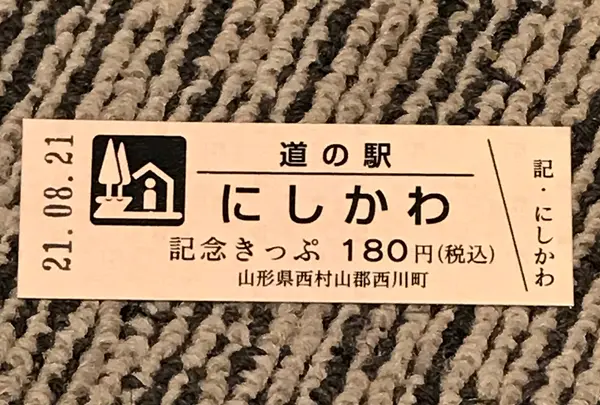 21.08.21
道の駅
にしかわ
記念きっぷ 180円(税込)
山形県西村山郡西川町
記・にしかわ